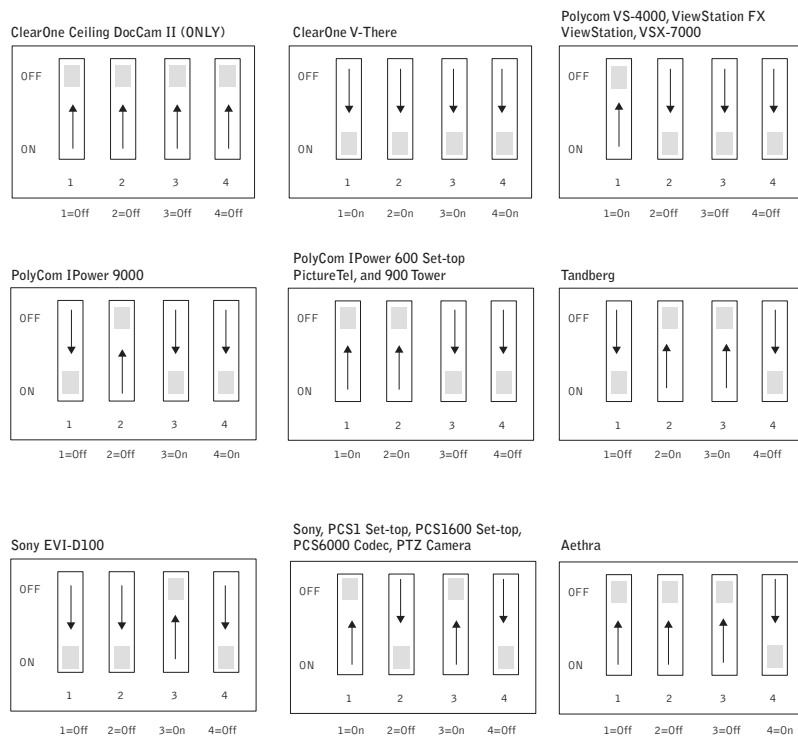 ClearOne Ceiling DocCam II (ONLY)
OFF
ON
1 2 3 4
1=Off 2=Off 3=Off 4=Off
ClearOne V-There
OFF
ON
1 2 3 4
1=On 2=On 3=On 4=On
Polycom VS-4000, ViewStation FX
ViewStation, VSX-7000
OFF
ON
1 2 3 4
1=On 2=Off 3=Off 4=Off
PolyCom IPower 9000
OFF
ON
1 2 3 4
1=Off 2=Off 3=On 4=On
PolyCom IPower 600 Set-top
PictureTel, and 900 Tower
OFF
ON
1 2 3 4
1=On 2=On 3=Off 4=Off
Tandberg
OFF
ON
1 2 3 4
1=Off 2=On 3=On 4=Off
Sony EVI-D100
OFF
ON
1 2 3 4
1=Off 2=Off 3=On 4=Off
Sony, PCS1 Set-top, PCS1600 Set-top,
PCS6000 Codec, PTZ Camera
OFF
ON
1 2 3 4
1=On 2=Off 3=On 4=Off
Aethra
OFF
ON
1 2 3 4
1=Off 2=Off 3=Off 4=On